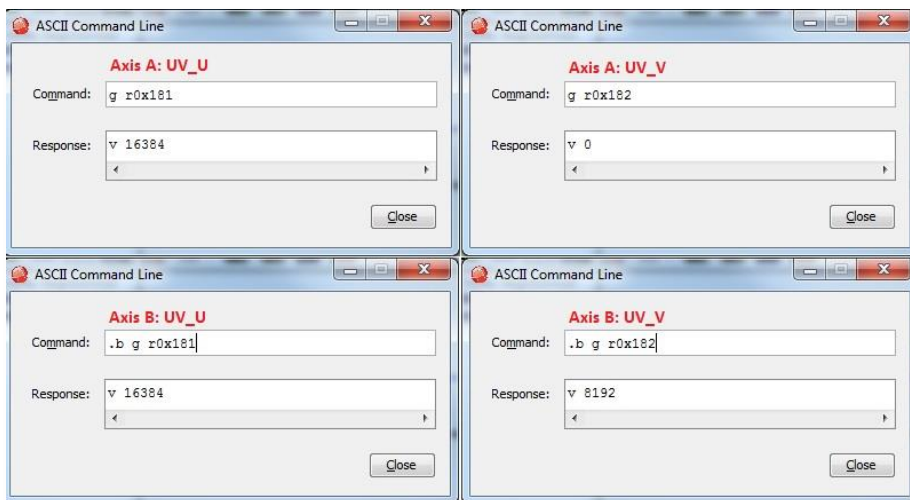 ASCII Command Line
Axis A: UV_U
Command: g r0x181
Response: v 16384
Close
ASCII Command Line
Axis A: UV_V
Command: g r0x182
Response: v 0
Close
ASCII Command Line
Axis B: UV_U
Command: .b g r0x181
Response: v 16384
Close
ASCII Command Line
Axis B: UV_V
Command: .b g r0x182
Response: v 8192
Close